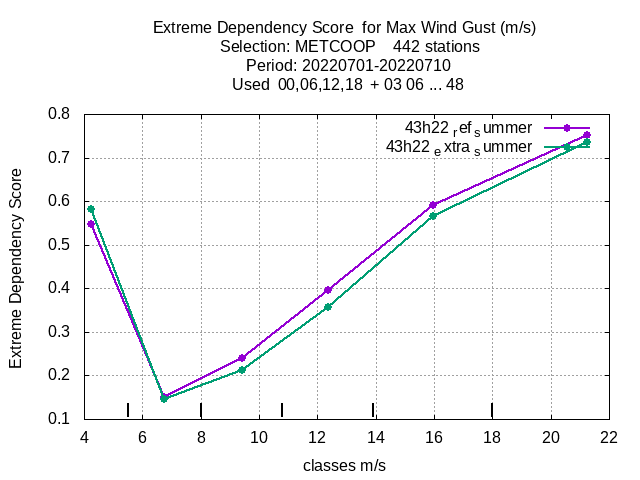 Extreme Dependency Score  for Max Wind Gust (m/s)
Selection: METCOOP    442 stations
Period: 20220701-20220710
Used  00,06,12,18  + 03 06 ... 48
43h22 ref summer
43h22 extra summer
Extreme Dependency Score
0.8
0.7
0.6
0.5
0.4
0.3
0.2
0.1
4 6 8 10 12 14 16 18 20 22
classes m/s